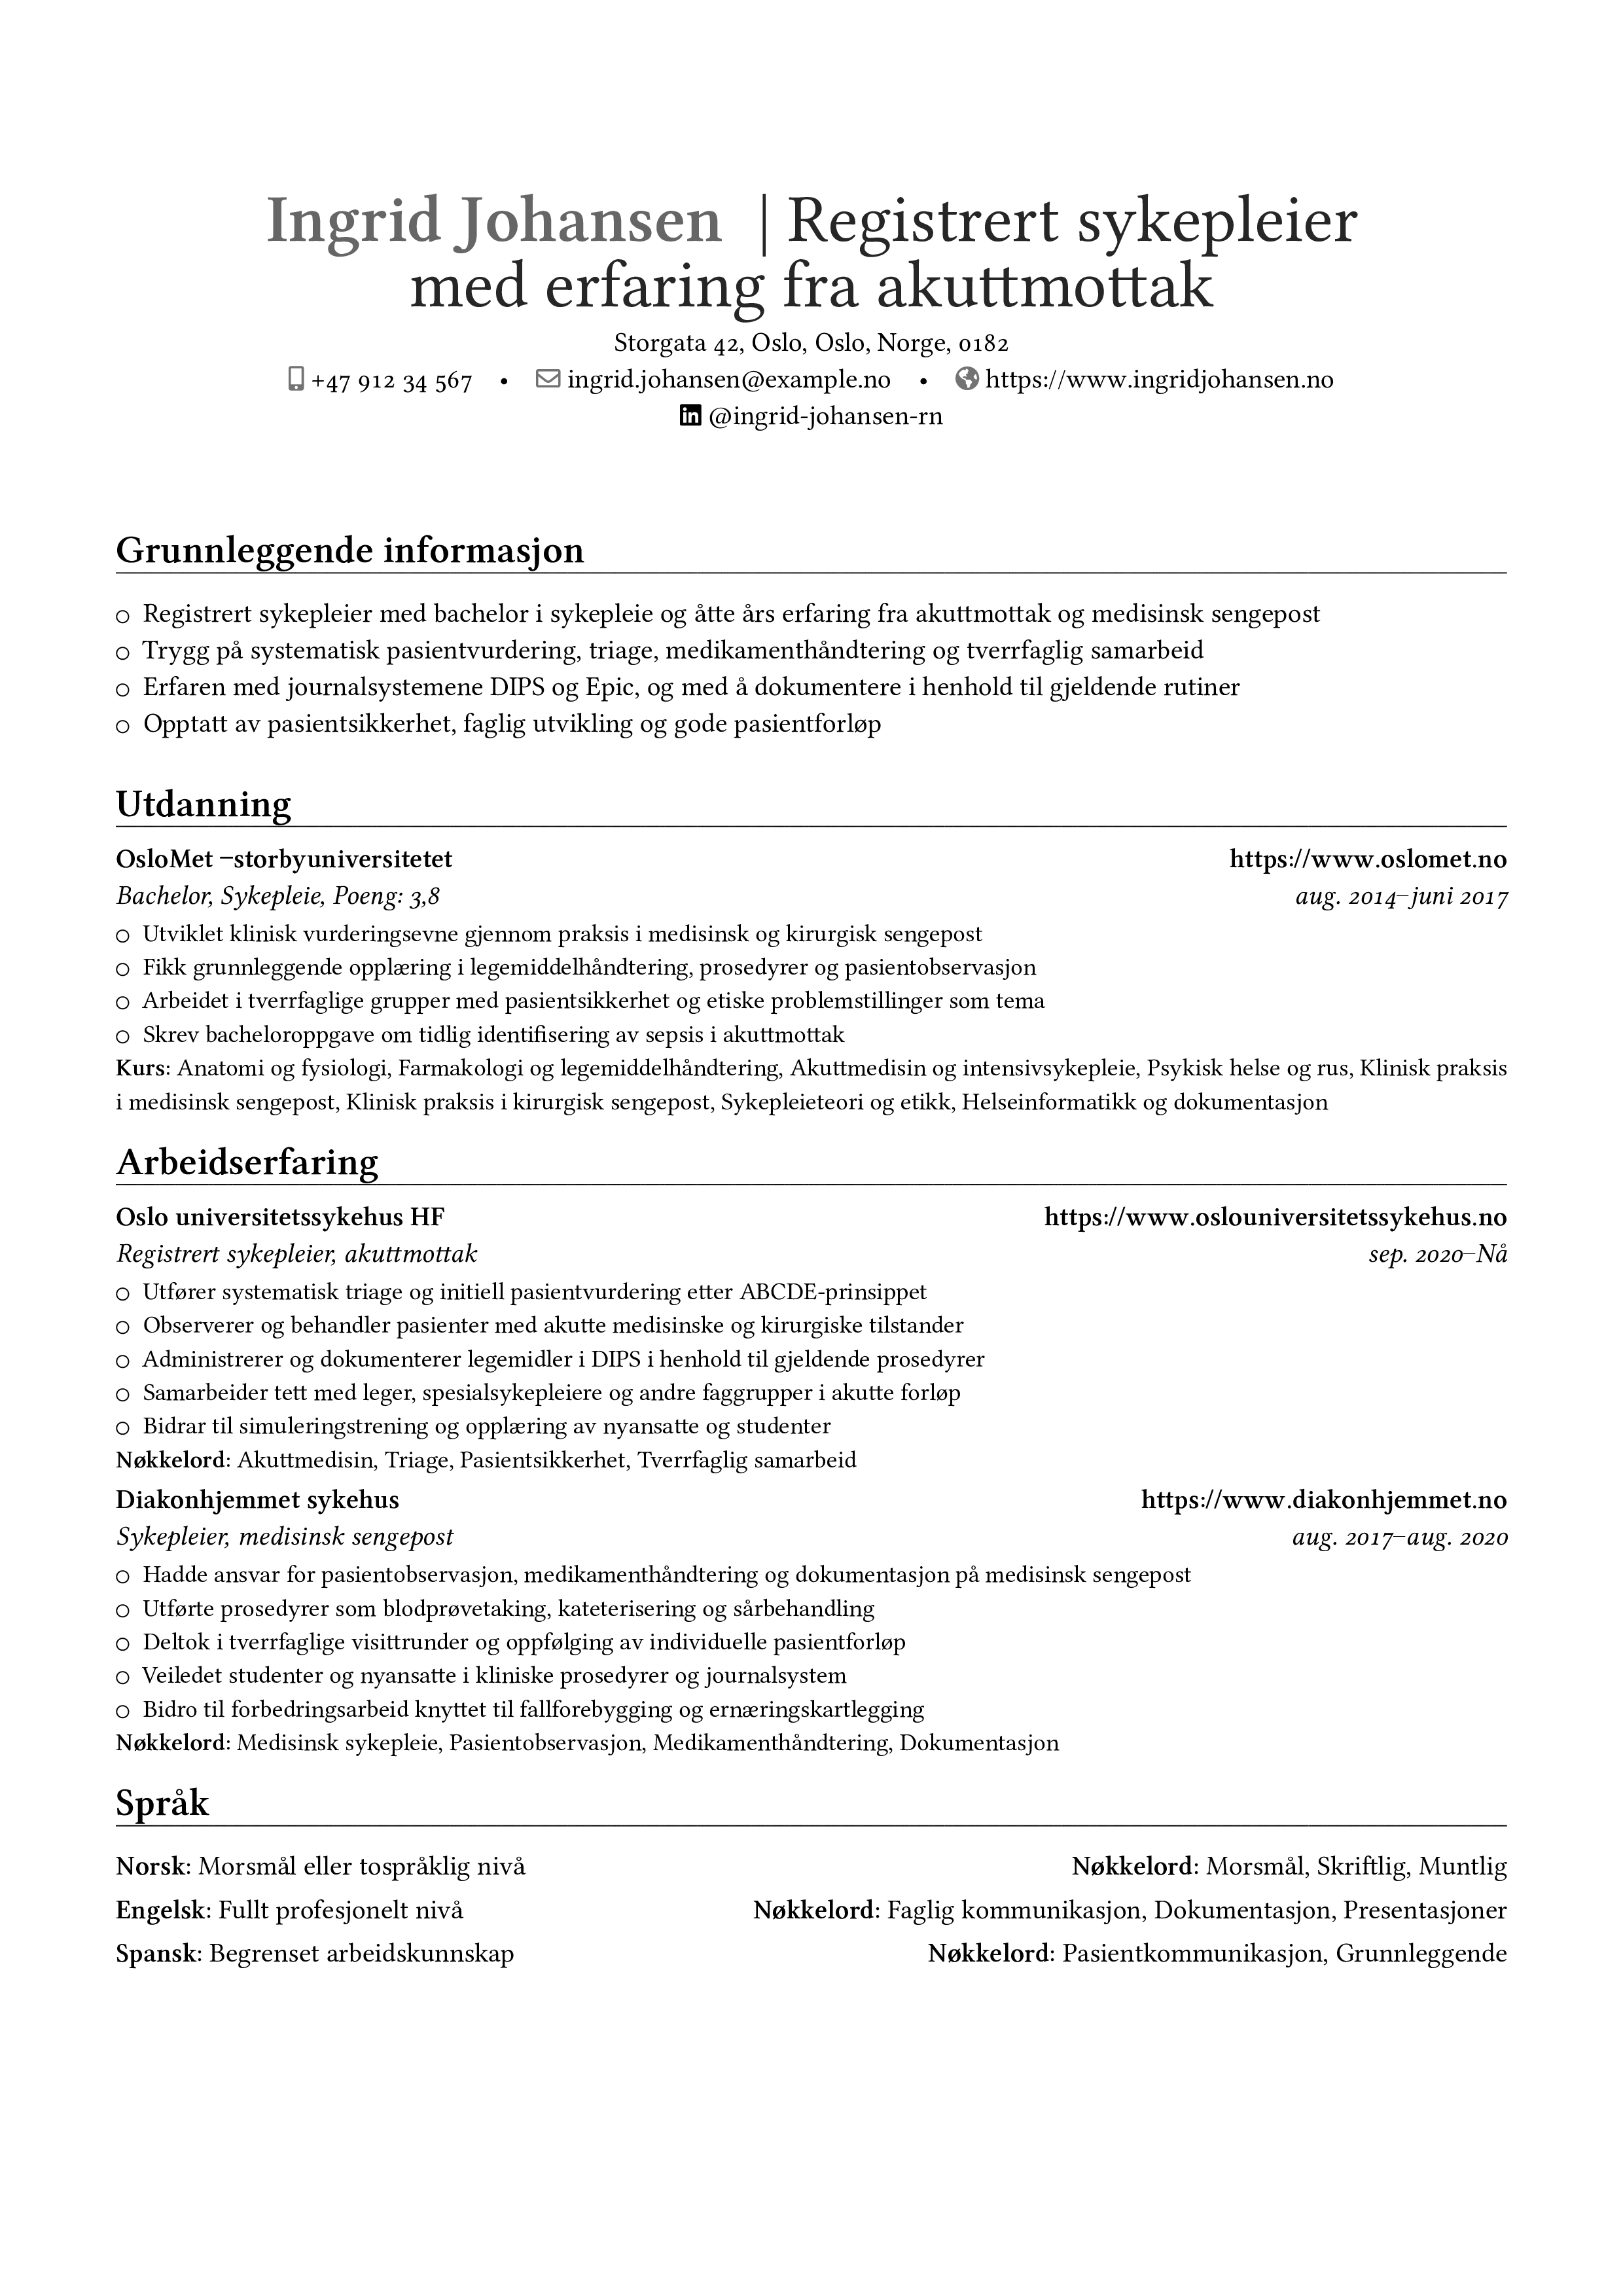 Ingrid Johansen | Registrert sykepleier
med erfaring fra akuttmottak
Storgata 42, Oslo, Oslo, Norge, 0182
+47 912 34 567 • ingrid.johansen@example.no • https://www.ingridjohansen.no
@ingrid-johansen-rn
Grunnleggende informasjon
○ Registrert sykepleier med bachelor i sykepleie og åtte års erfaring fra akuttmottak og medisinsk sengepost
○ Trygg på systematisk pasientvurdering, triage, medikamenthåndtering og tverrfaglig samarbeid
○ Erfaren med journalsystemene DIPS og Epic, og med å dokumentere i henhold til gjeldende rutiner
○ Opptatt av pasientsikkerhet, faglig utvikling og gode pasientforløp
Utdanning
OsloMet –storbyuniversitetet https://www.oslomet.no
Bachelor, Sykepleie, Poeng: 3,8 aug. 2014–juni 2017
○ Utviklet klinisk vurderingsevne gjennom praksis i medisinsk og kirurgisk sengepost
○ Fikk grunnleggende opplæring i legemiddelhåndtering, prosedyrer og pasientobservasjon
○ Arbeidet i tverrfaglige grupper med pasientsikkerhet og etiske problemstillinger som tema
○ Skrev bacheloroppgave om tidlig identifisering av sepsis i akuttmottak
Kurs: Anatomi og fysiologi, Farmakologi og legemiddelhåndtering, Akuttmedisin og intensivsykepleie, Psykisk helse og rus, Klinisk praksis
i medisinsk sengepost, Klinisk praksis i kirurgisk sengepost, Sykepleieteori og etikk, Helseinformatikk og dokumentasjon
Arbeidserfaring
Oslo universitetssykehus HF https://www.oslouniversitetssykehus.no
Registrert sykepleier, akuttmottak sep. 2020–Nå
○ Utfører systematisk triage og initiell pasientvurdering etter ABCDE-prinsippet
○ Observerer og behandler pasienter med akutte medisinske og kirurgiske tilstander
○ Administrerer og dokumenterer legemidler i DIPS i henhold til gjeldende prosedyrer
○ Samarbeider tett med leger, spesialsykepleiere og andre faggrupper i akutte forløp
○ Bidrar til simuleringstrening og opplæring av nyansatte og studenter
Nøkkelord: Akuttmedisin, Triage, Pasientsikkerhet, Tverrfaglig samarbeid
Diakonhjemmet sykehus https://www.diakonhjemmet.no
Sykepleier, medisinsk sengepost aug. 2017–aug. 2020
○ Hadde ansvar for pasientobservasjon, medikamenthåndtering og dokumentasjon på medisinsk sengepost
○ Utførte prosedyrer som blodprøvetaking, kateterisering og sårbehandling
○ Deltok i tverrfaglige visittrunder og oppfølging av individuelle pasientforløp
○ Veiledet studenter og nyansatte i kliniske prosedyrer og journalsystem
○ Bidro til forbedringsarbeid knyttet til fallforebygging og ernæringskartlegging
Nøkkelord: Medisinsk sykepleie, Pasientobservasjon, Medikamenthåndtering, Dokumentasjon
Språk
Norsk: Morsmål eller tospråklig nivå Nøkkelord: Morsmål, Skriftlig, Muntlig
Engelsk: Fullt profesjonelt nivå Nøkkelord: Faglig kommunikasjon, Dokumentasjon, Presentasjoner
Spansk: Begrenset arbeidskunnskap Nøkkelord: Pasientkommunikasjon, Grunnleggende